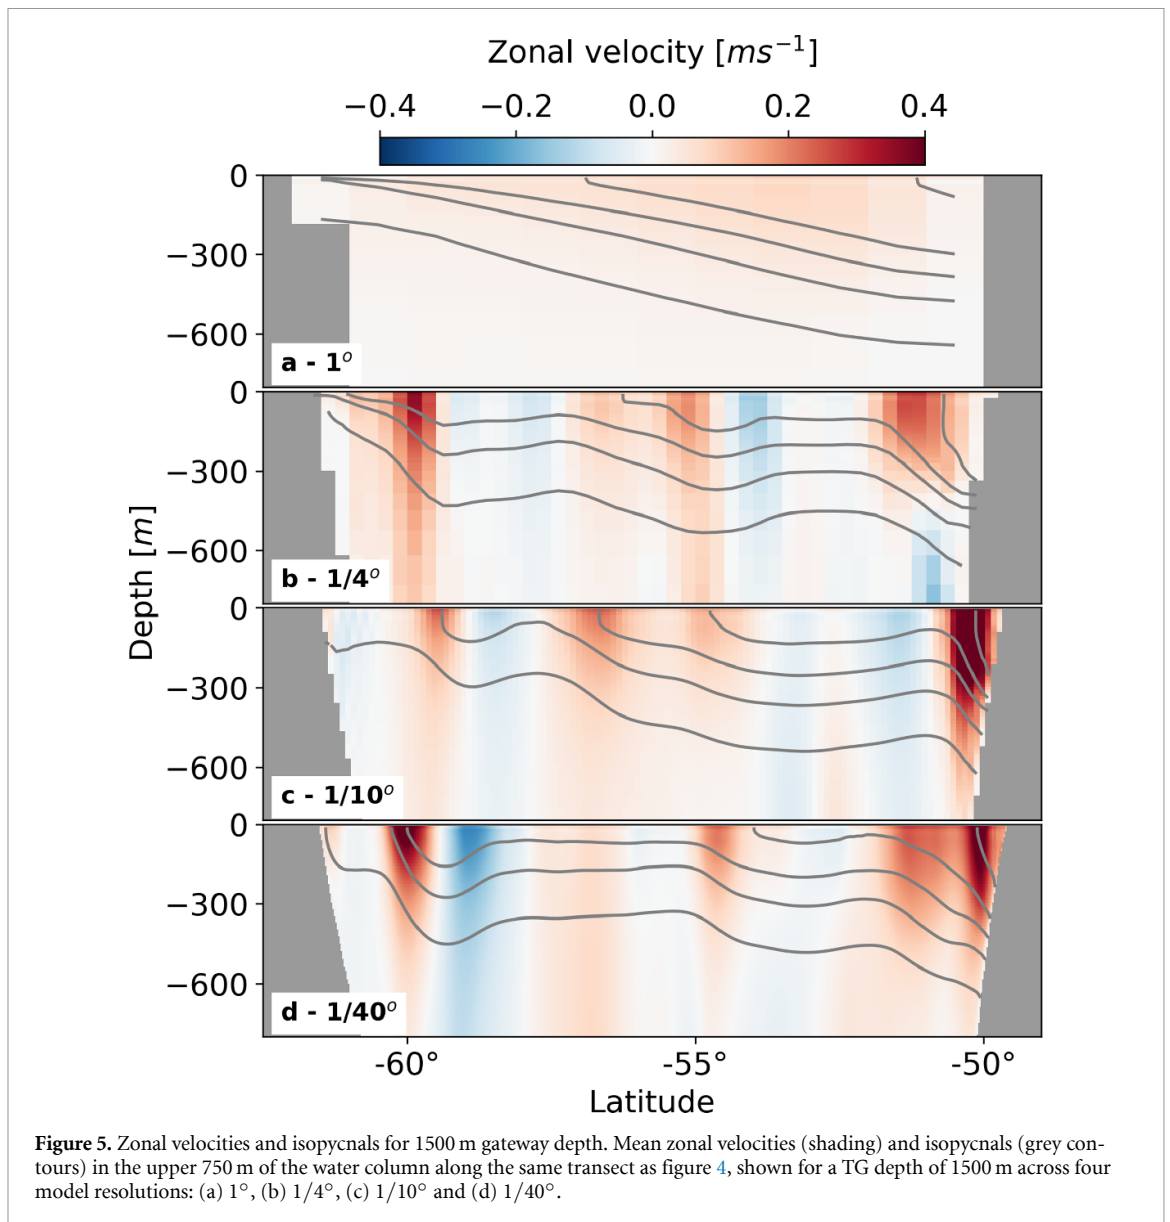 Zonal velocity [ms⁻¹]
−0.4 −0.2 0.0 0.2 0.4
0
−300
−600
a - 1°
0
−300
−600
b - 1/4°
Depth [m]
0
−300
−600
c - 1/10°
0
−300
−600
d - 1/40°
-60° -55° -50°
Latitude
Figure 5. Zonal velocities and isopycnals for 1500 m gateway depth. Mean zonal velocities (shading) and isopycnals (grey con-
tours) in the upper 750 m of the water column along the same transect as figure 4, shown for a TG depth of 1500 m across four
model resolutions: (a) 1°, (b) 1/4°, (c) 1/10° and (d) 1/40°.